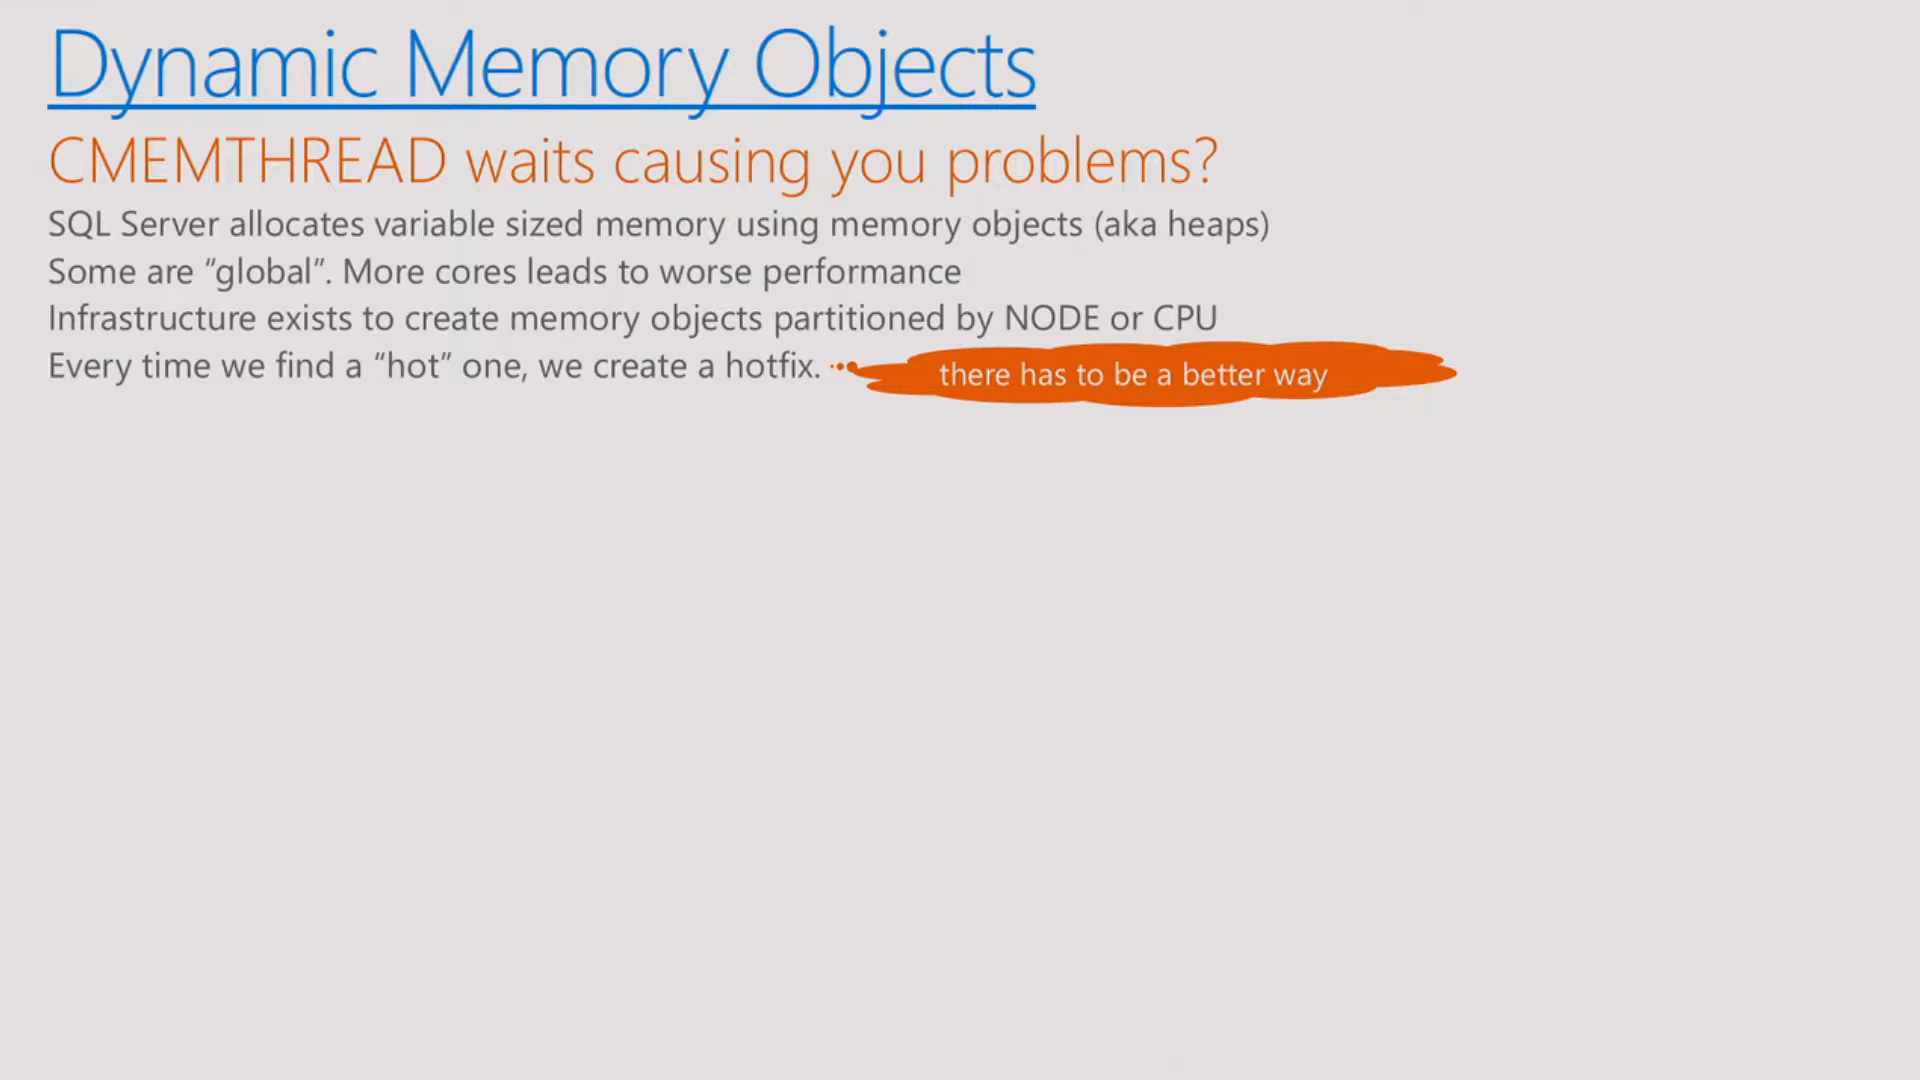 Dynamic Memory Objects
CMEMTHREAD waits causing you problems?
SQL Server allocates variable sized memory using memory objects (aka heaps)
Some are “global”. More cores leads to worse performance
Infrastructure exists to create memory objects partitioned by NODE or CPU
Every time we find a “hot” one, we create a hotfix.
there has to be a better way